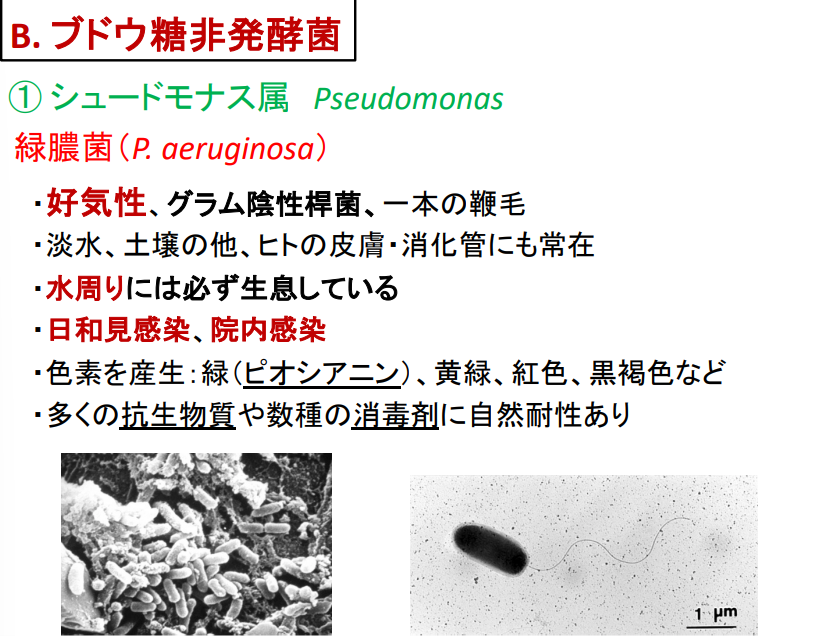 B. ブドウ糖非発酵菌
① シュードモナス属 Pseudomonas
緑膿菌（P. aeruginosa）
・好気性、グラム陰性桿菌、一本の鞭毛
・淡水、土壌の他、ヒトの皮膚・消化管にも常在
・水周りには必ず生息している
・日和見感染、院内感染
・色素を産生：緑（ピオシアニン）、黄緑、紅色、黒褐色など
・多くの抗生物質や数種の消毒剤に自然耐性あり
1 μm